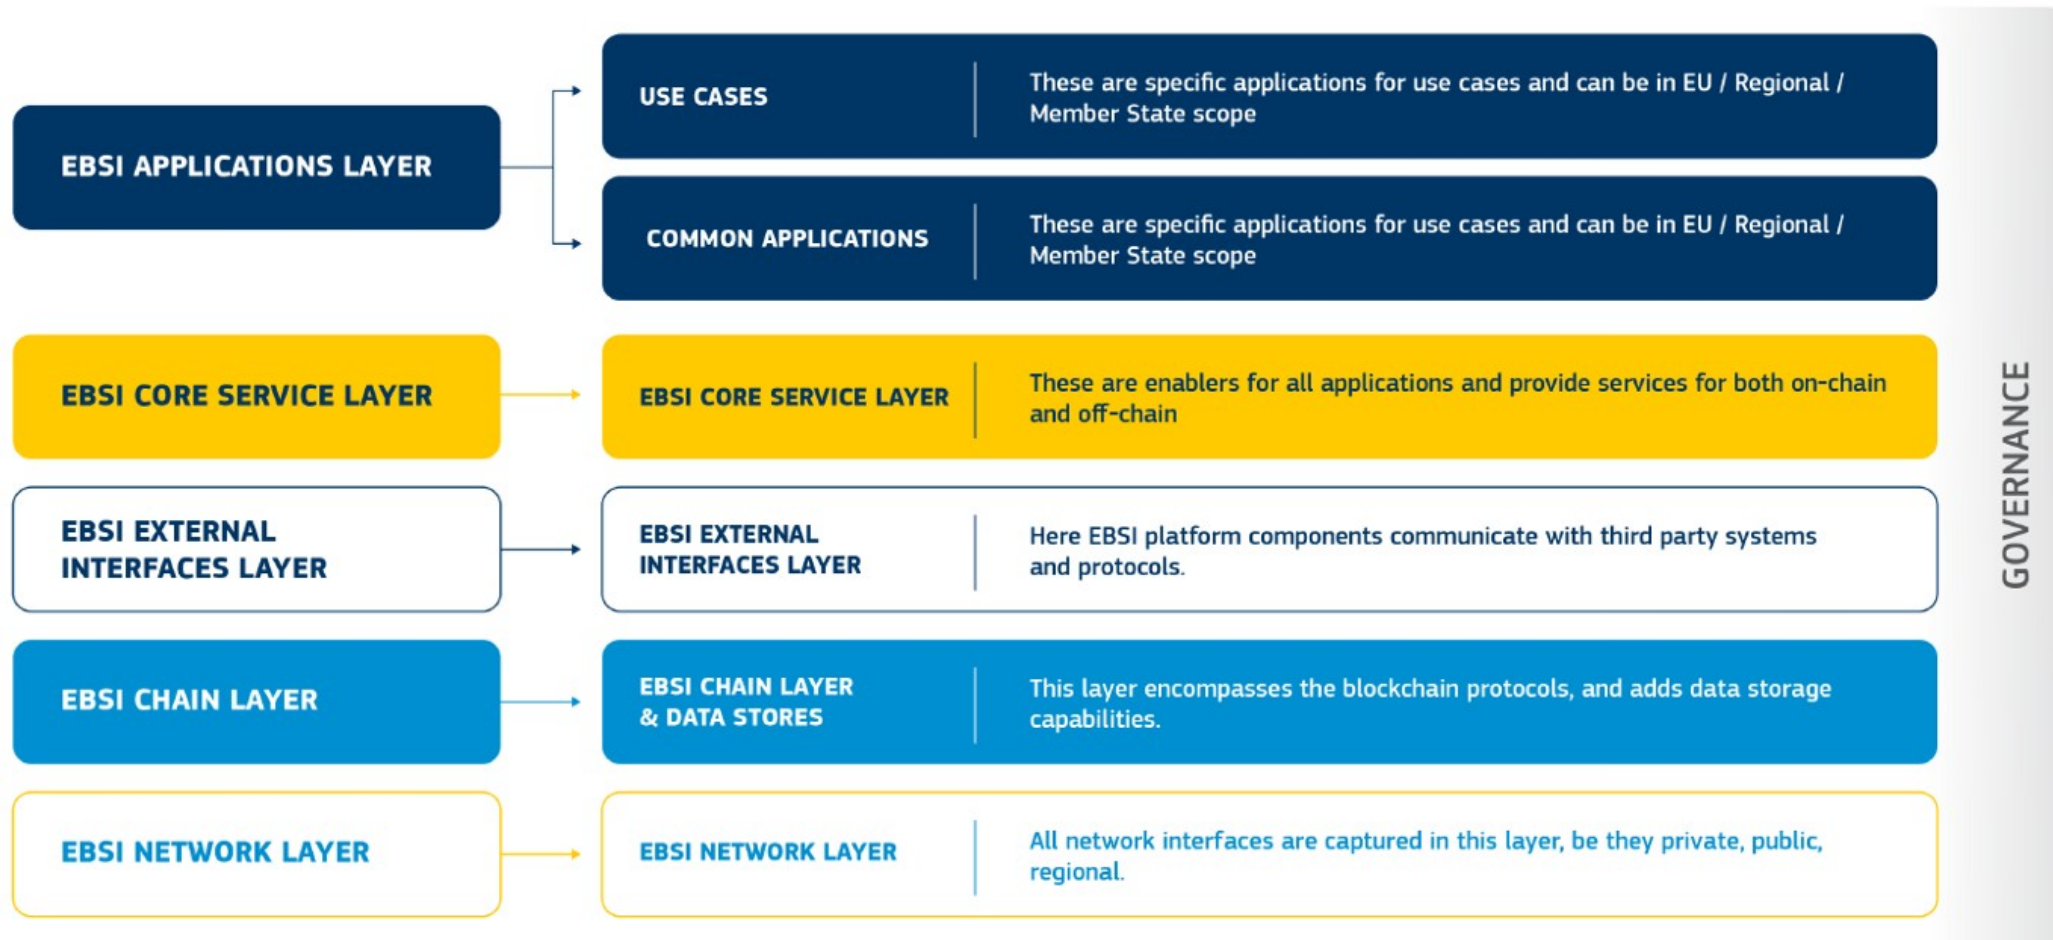 EBSI APPLICATIONS LAYER
USE CASES
These are specific applications for use cases and can be in EU / Regional /
Member State scope
COMMON APPLICATIONS
These are specific applications for use cases and can be in EU / Regional /
Member State scope
EBSI CORE SERVICE LAYER
EBSI CORE SERVICE LAYER
These are enablers for all applications and provide services for both on-chain
and off-chain
EBSI EXTERNAL
INTERFACES LAYER
EBSI EXTERNAL
INTERFACES LAYER
Here EBSI platform components communicate with third party systems
and protocols.
EBSI CHAIN LAYER
EBSI CHAIN LAYER
& DATA STORES
This layer encompasses the blockchain protocols, and adds data storage
capabilities.
EBSI NETWORK LAYER
EBSI NETWORK LAYER
All network interfaces are captured in this layer, be they private, public,
regional.
GOVERNANCE